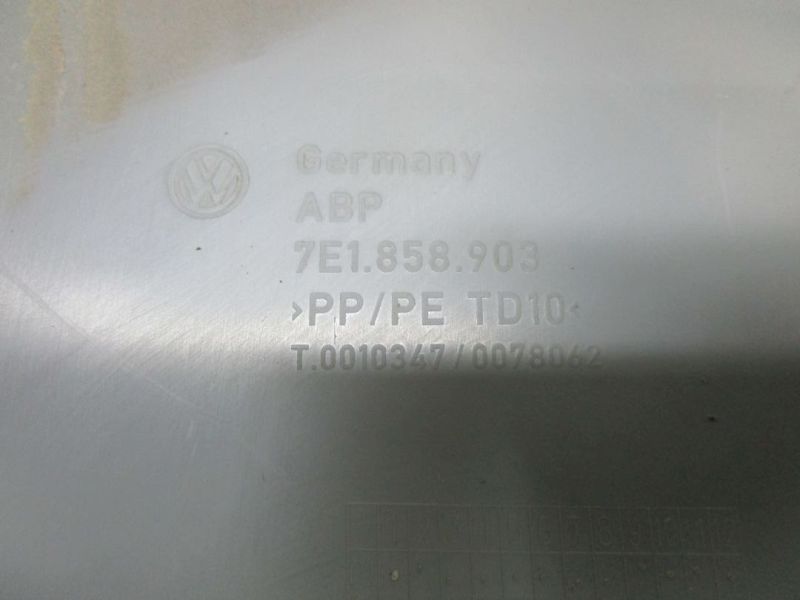 Germany
ABP
7E1.858.903
>PP/PE TD10<
T.0010347/0078062